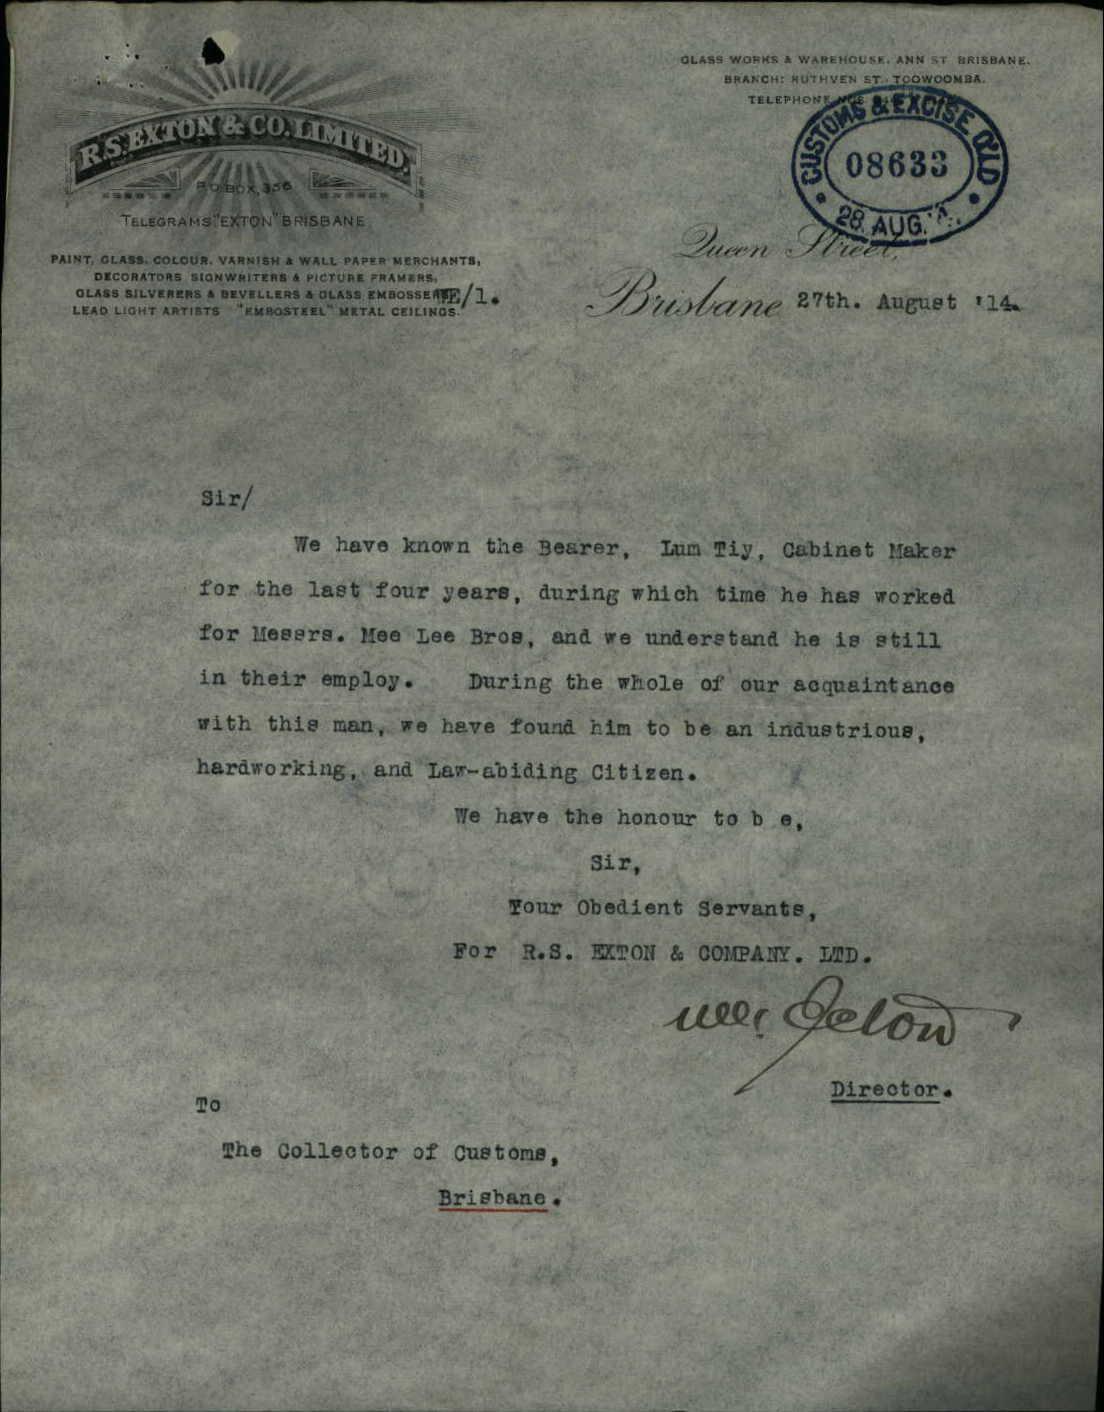 R.S. EXTON & CO. LIMITED.
P.O BOX, 356
TELEGRAMS "EXTON" BRISBANE
PAINT, GLASS, COLOUR, VARNISH & WALL PAPER MERCHANTS,
DECORATORS SIGNWRITERS & PICTURE FRAMERS,
GLASS SILVERERS & BEVELLERS & GLASS EMBOSSERS
LEAD LIGHT ARTISTS "EMBOSTEEL" METAL CEILINGS.
E/1.
GLASS WORKS & WAREHOUSE, ANN ST BRISBANE.
BRANCH: RUTHVEN ST. TOOWOOMBA.
TELEPHONE NOS
CUSTOMS & EXCISE QLD
08633
28 AUG.
Queen Street,
Brisbane 27th. August '14.
Sir/
We have known the Bearer, Lum Tiy, Cabinet Maker
for the last four years, during which time he has worked
for Messrs. Mee Lee Bros, and we understand he is still
in their employ. During the whole of our acquaintance
with this man, we have found him to be an industrious,
hardworking, and Law-abiding Citizen.
We have the honour to b e,
Sir,
Your Obedient Servants,
For R.S. EXTON & COMPANY. LTD.
Exton
Director.
To
The Collector of Customs,
Brisbane.